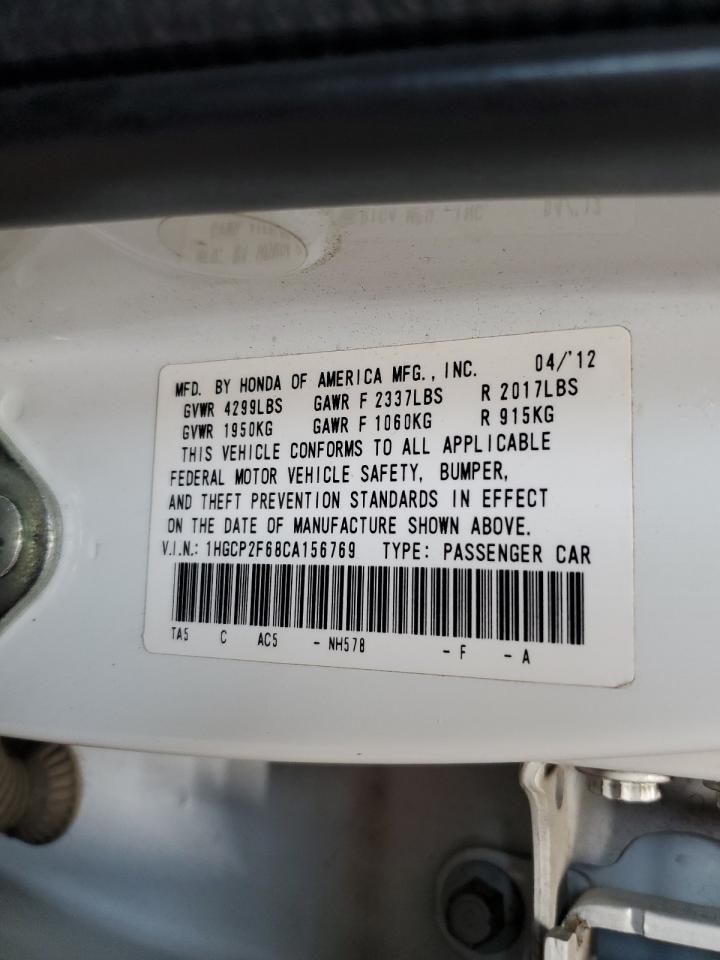 MFD. BY HONDA OF AMERICA MFG., INC. 04/'12
GVWR 4299LBS GAWR F 2337LBS R 2017LBS
GVWR 1950KG GAWR F 1060KG R 915KG
THIS VEHICLE CONFORMS TO ALL APPLICABLE
FEDERAL MOTOR VEHICLE SAFETY, BUMPER,
AND THEFT PREVENTION STANDARDS IN EFFECT
ON THE DATE OF MANUFACTURE SHOWN ABOVE.
V.I.N.: 1HGCP2F68CA156769 TYPE: PASSENGER CAR
TA5 C AC5 - NH578 - F - A